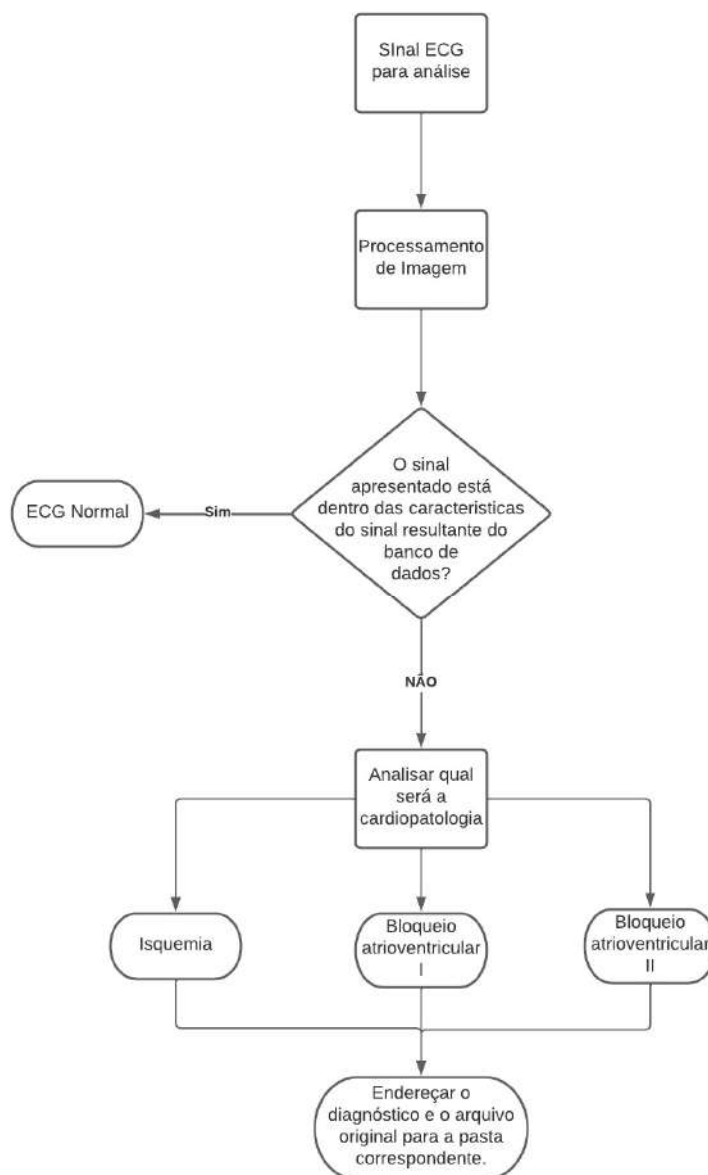 SInal ECG
para análise
Processamento
de Imagem
O sinal
apresentado está
dentro das caracteristicas
do sinal resultante do
banco de
dados?
Sim
ECG Normal
NÃO
Analisar qual
será a
cardiopatologia
Isquemia
Bloqueio
atrioventricular
I
Bloqueio
atrioventricular
II
Endereçar o
diagnóstico e o arquivo
original para a pasta
correspondente.